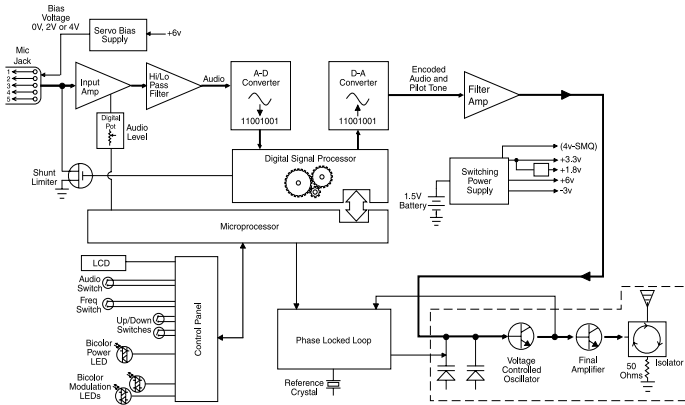 Bias
Voltage
0V, 2V or 4V
Servo Bias
Supply
+6v
Mic
Jack
1
2
3
4
5
Input
Amp
Hi/Lo
Pass
Filter
Audio
A-D
Converter
11001001
D-A
Converter
11001001
Encoded
Audio and
Pilot Tone
Filter
Amp
Digital
Pot
Audio
Level
Shunt
Limiter
Digital Signal Processor
Microprocessor
1.5V
Battery
Switching
Power
Supply
(4v-SMQ)
+3.3v
+1.8v
+6v
-3v
LCD
Audio
Switch
Freq
Switch
Up/Down
Switches
Bicolor
Power
LED
Bicolor
Modulation
LEDs
Control Panel
Phase Locked Loop
Reference
Crystal
Voltage
Controlled
Oscillator
Final
Amplifier
50
Ohms
Isolator